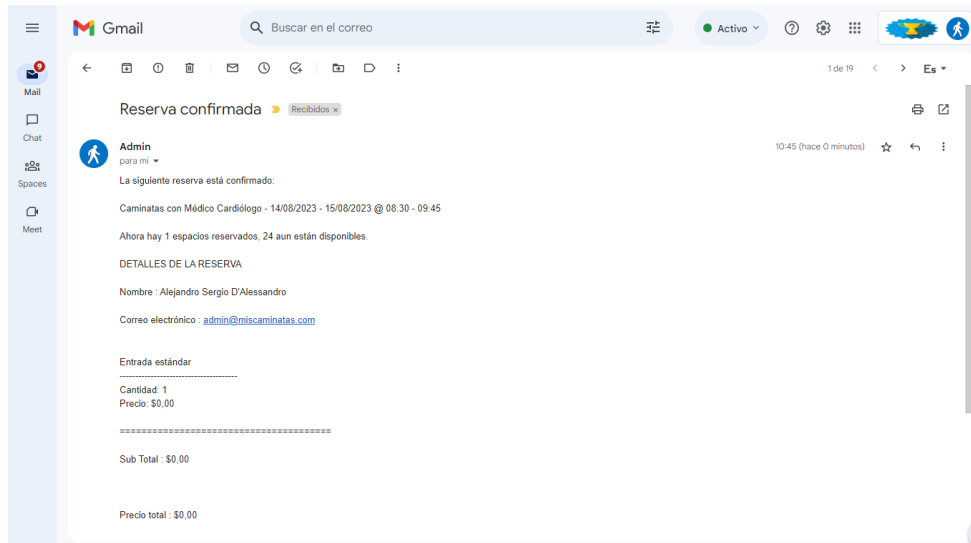 Gmail
Buscar en el correo
Activo
9
Mail
Chat
Spaces
Meet
1 de 19
Es
Reserva confirmada
Recibidos x
Admin
10:45 (hace 0 minutos)
para mí
La siguiente reserva está confirmado:
Caminatas con Médico Cardiólogo - 14/08/2023 - 15/08/2023 @ 08:30 - 09:45
Ahora hay 1 espacios reservados, 24 aun están disponibles.
DETALLES DE LA RESERVA
Nombre : Alejandro Sergio D'Alessandro
Correo electrónico : admin@miscaminatas.com
Entrada estándar
-------------------------------------
Cantidad: 1
Precio: $0,00
=======================================
Sub Total : $0,00
Precio total : $0,00